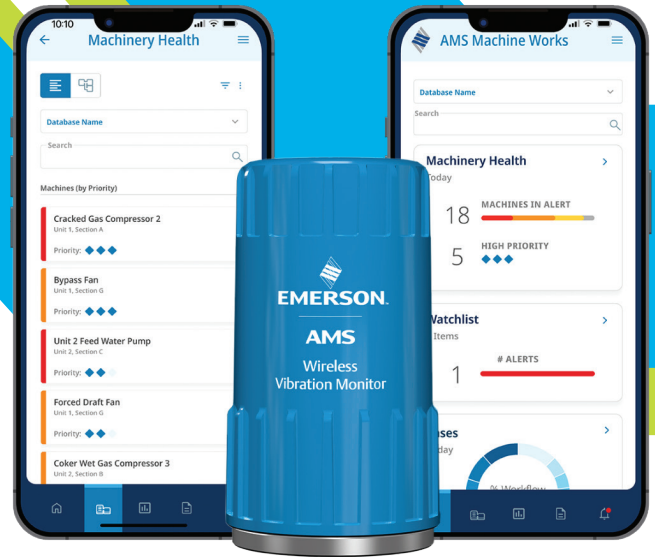 10:10
Machinery Health
Database Name
Search
Machines (by Priority)
Cracked Gas Compressor 2
Unit 1, Section A
Priority:
Bypass Fan
Unit 1, Section G
Priority:
Unit 2 Feed Water Pump
Unit 2, Section C
Priority:
Forced Draft Fan
Unit 1, Section G
Priority:
Coker Wet Gas Compressor 3
Unit 2, Section B
EMERSON
AMS
Wireless
Vibration Monitor
AMS Machine Works
Database Name
Search
Machinery Health
Today
18
MACHINES IN ALERT
5
HIGH PRIORITY
Watchlist
Items
1
# ALERTS
% Workflow